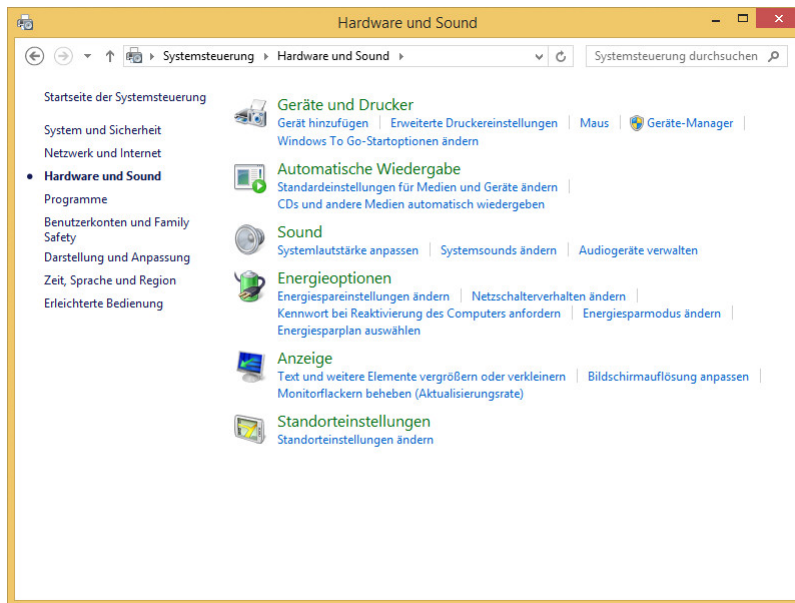 Hardware und Sound
Systemsteuerung Hardware und Sound Systemsteuerung durchsuchen
Startseite der Systemsteuerung
System und Sicherheit
Netzwerk und Internet
Hardware und Sound
Programme
Benutzerkonten und Family
Safety
Darstellung und Anpassung
Zeit, Sprache und Region
Erleichterte Bedienung
Geräte und Drucker
Gerät hinzufügen Erweiterte Druckereinstellungen Maus Geräte-Manager
Windows To Go-Startoptionen ändern
Automatische Wiedergabe
Standardeinstellungen für Medien und Geräte ändern
CDs und andere Medien automatisch wiedergeben
Sound
Systemlautstärke anpassen Systemsounds ändern Audiogeräte verwalten
Energieoptionen
Energiespareinstellungen ändern Netzschalterverhalten ändern
Kennwort bei Reaktivierung des Computers anfordern Energiesparmodus ändern
Energiesparplan auswählen
Anzeige
Text und weitere Elemente vergrößern oder verkleinern Bildschirmauflösung anpassen
Monitorflackern beheben (Aktualisierungsrate)
Standorteinstellungen
Standorteinstellungen ändern